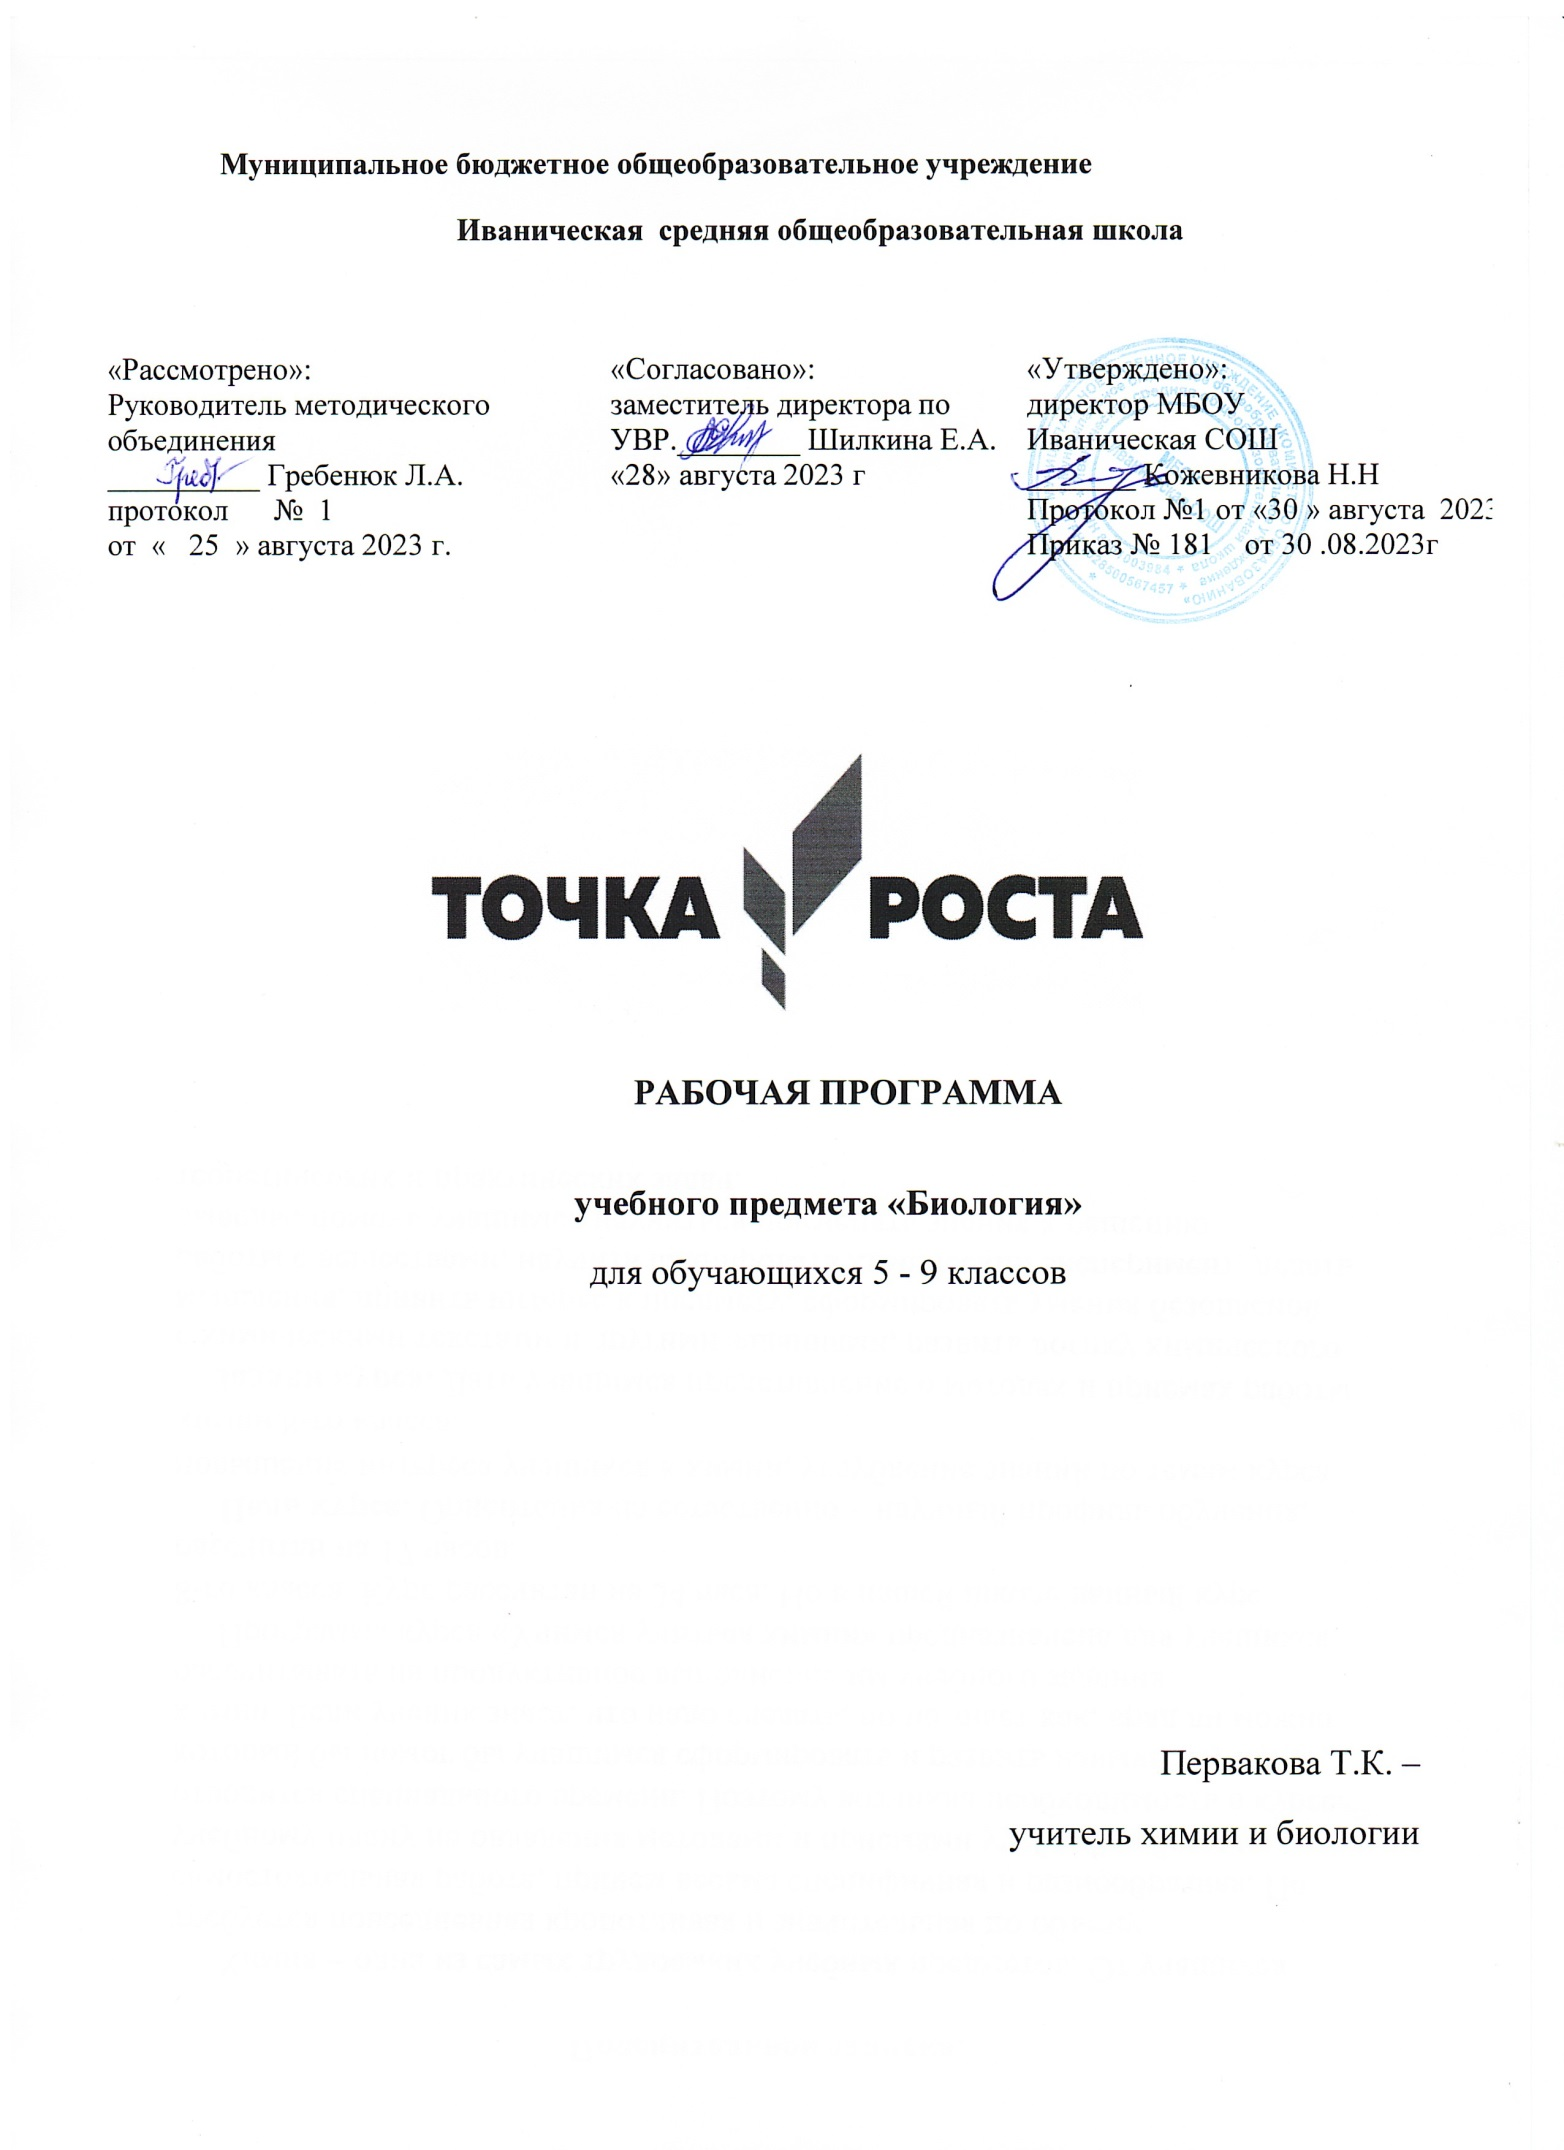 Муниципальное бюджетное общеобразовательное учреждение
Иваническая средняя общеобразовательная школа
«Рассмотрено»:
Руководитель методического
объединения
____________ Гребенюк Л.А.
протокол № 1
от « 25 » августа 2023 г.
«Согласовано»:
заместитель директора по
УВР.________ Шилкина Е.А.
«28» августа 2023 г
«Утверждено»:
директор МБОУ
Иваническая СОШ
________ Кожевникова Н.Н
Протокол №1 от «30 » августа 2023
Приказ № 181 от 30 .08.2023г
ТОЧКА РОСТА
РАБОЧАЯ ПРОГРАММА
учебного предмета «Биология»
для обучающихся 5 - 9 классов
Первакова Т.К. –
учитель химии и биологии